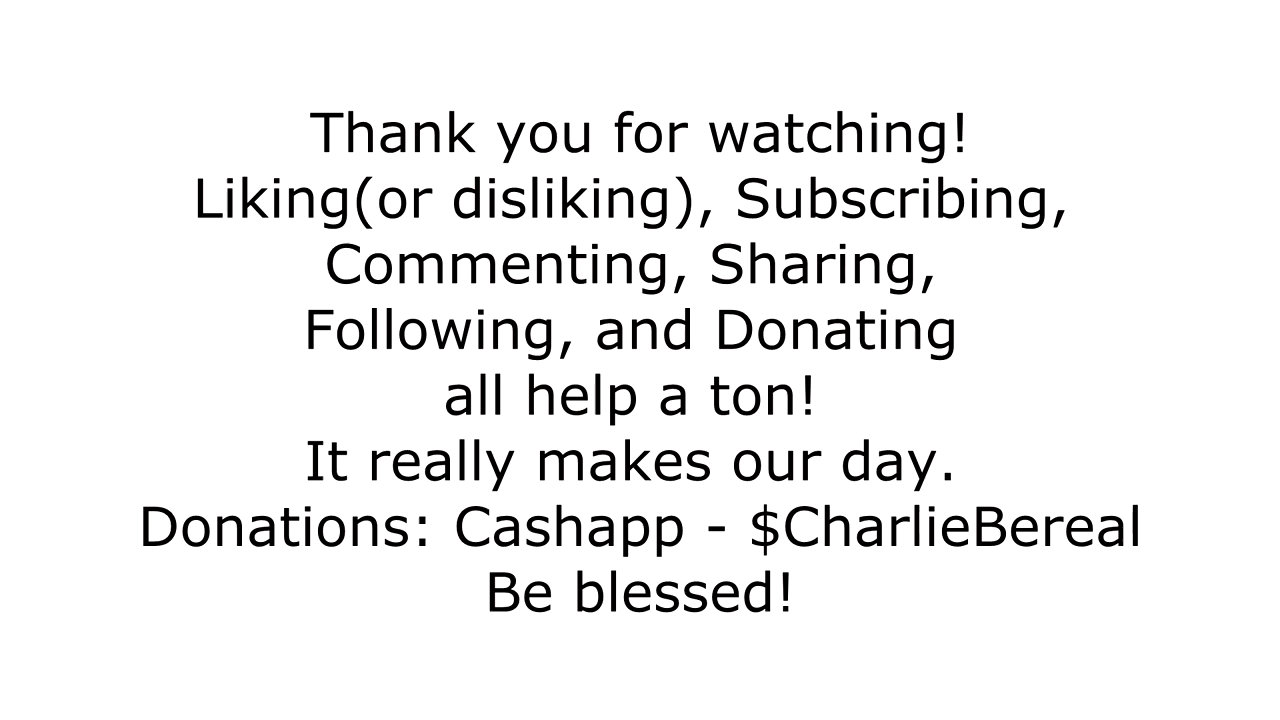 Thank you for watching!
Liking(or disliking), Subscribing,
Commenting, Sharing,
Following, and Donating
all help a ton!
It really makes our day.
Donations: Cashapp - $CharlieBereal
Be blessed!